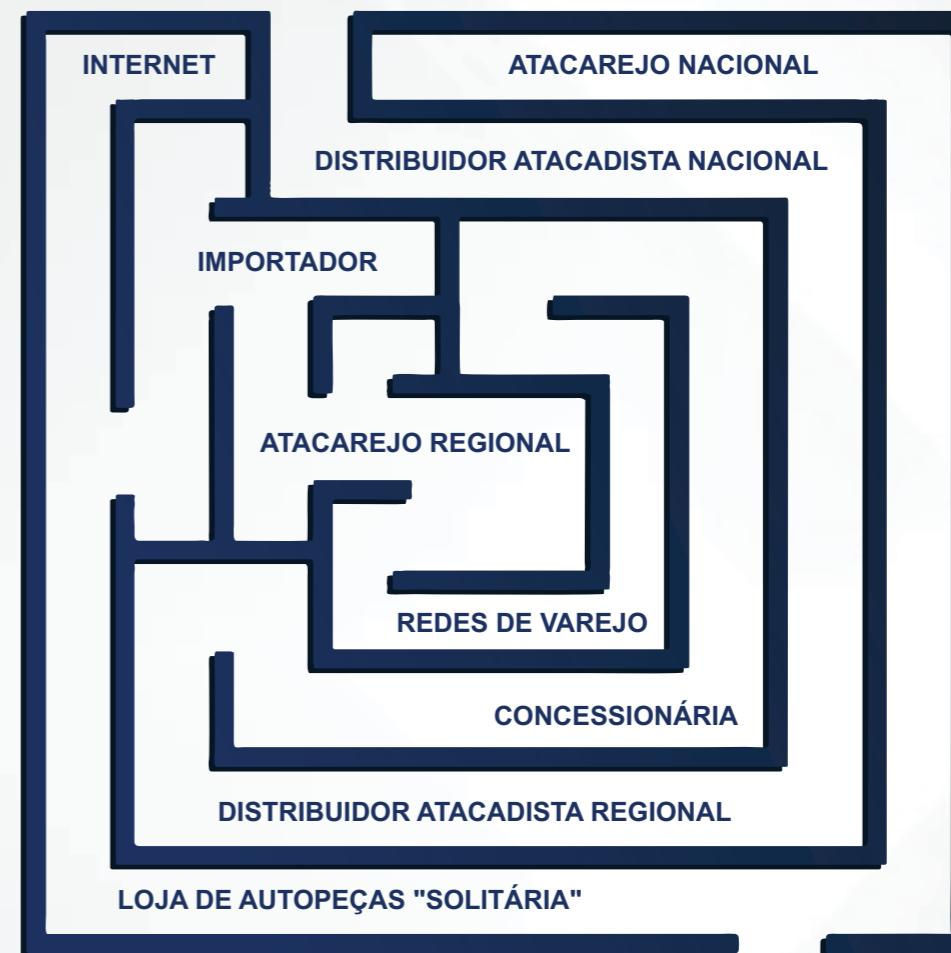 INTERNET
ATACAREJO NACIONAL
DISTRIBUIDOR ATACADISTA NACIONAL
IMPORTADOR
ATACAREJO REGIONAL
REDES DE VAREJO
CONCESSIONÁRIA
DISTRIBUIDOR ATACADISTA REGIONAL
LOJA DE AUTOPEÇAS "SOLITÁRIA"